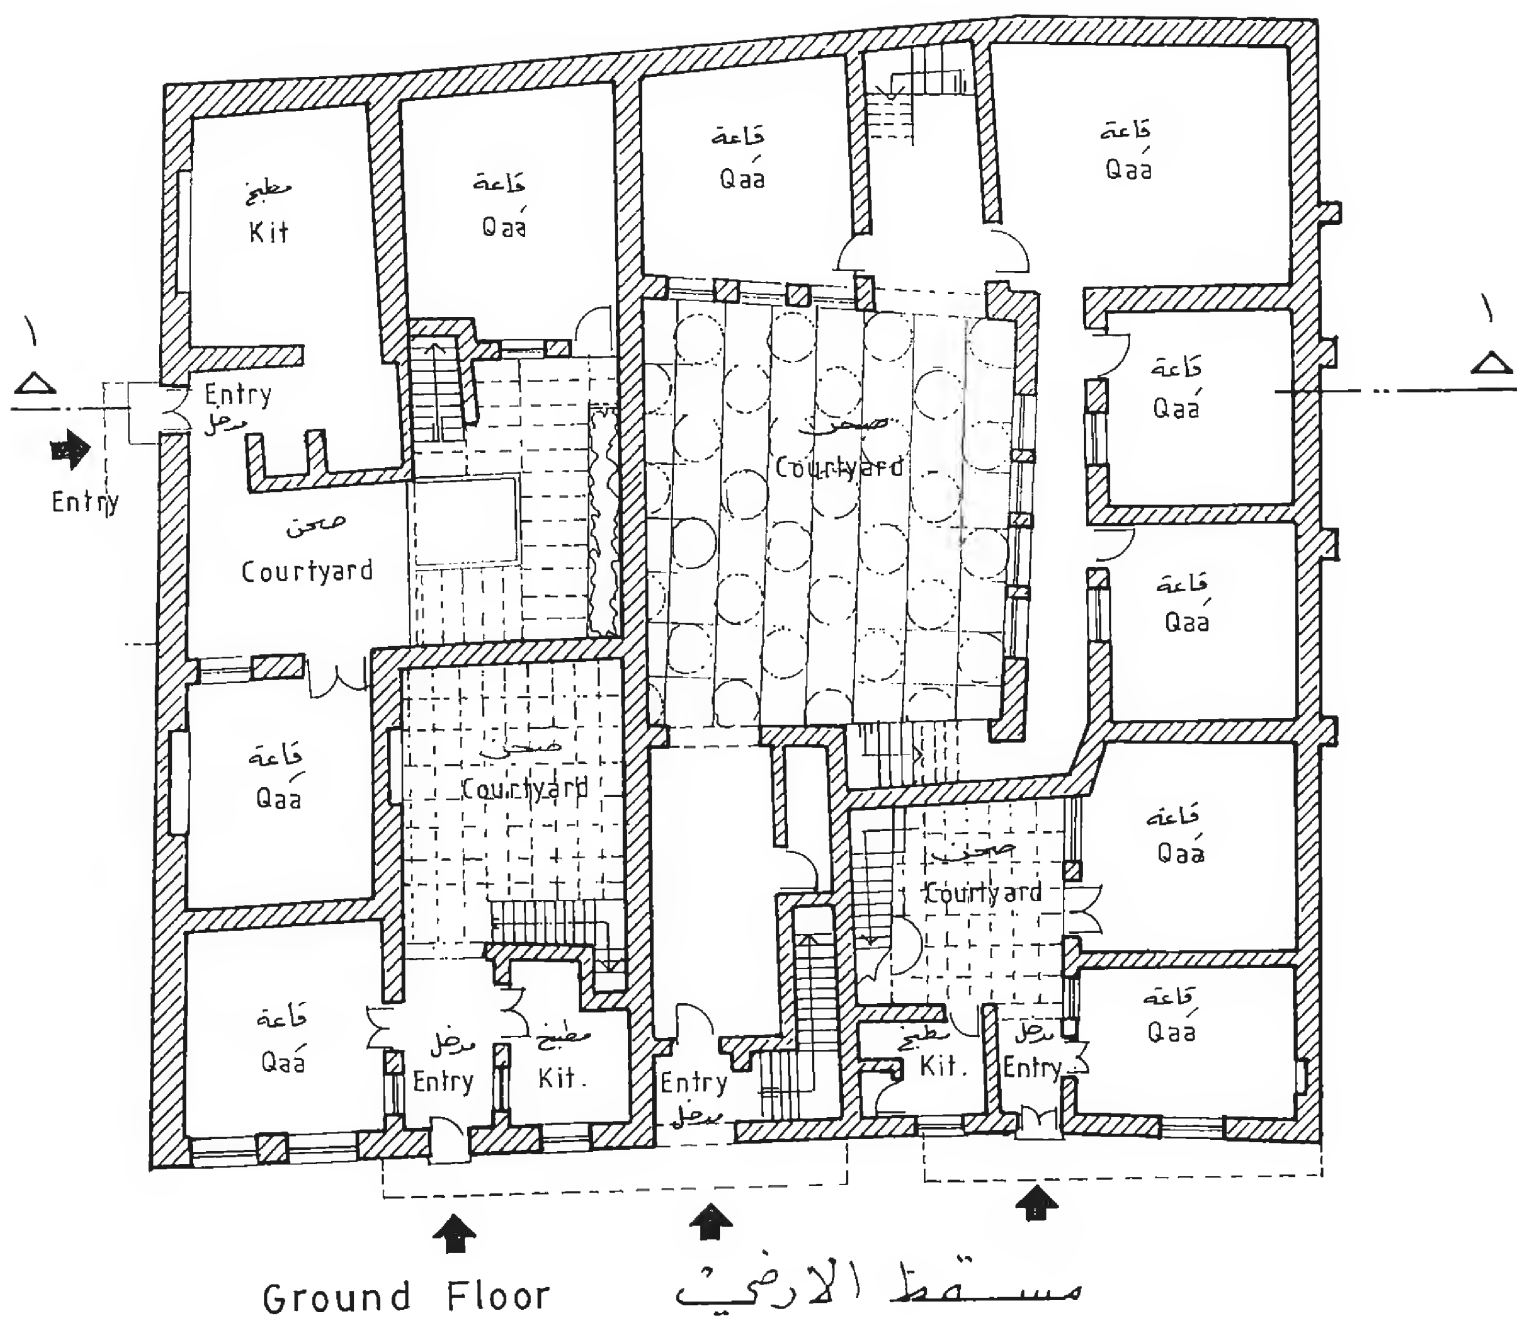 قاعة
Qaá
قاعة
Qaá
مطبخ
Kit
قاعة
Qaá
١
١
Entry
مدخل
قاعة
Qaá
صحن
Courtyard
Entry
صحن
Courtyard
قاعة
Qaá
قاعة
Qaá
صحن
Courtyard
قاعة
Qaá
صحن
Courtyard
قاعة
Qaá
مدخل
Entry
مطبخ
Kit.
Entry
مدخل
مطبخ
Kit.
مدخل
Entry
قاعة
Qaá
Ground Floor
مسقط الارضي